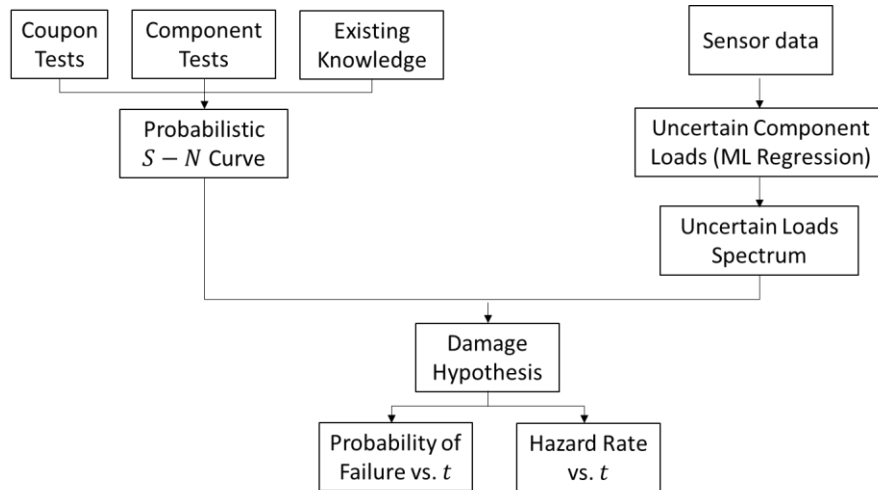 Coupon
Tests
Component
Tests
Existing
Knowledge
Sensor data
Probabilistic
S − N Curve
Uncertain Component
Loads (ML Regression)
Uncertain Loads
Spectrum
Damage
Hypothesis
Probability of
Failure vs. t
Hazard Rate
vs. t